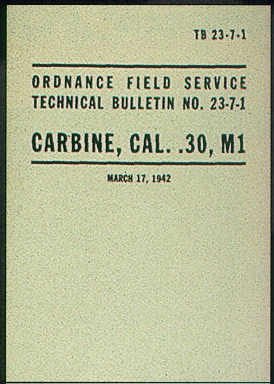 TB 23-7-1
ORDNANCE FIELD SERVICE
TECHNICAL BULLETIN NO. 23-7-1
CARBINE, CAL. .30, M1
MARCH 17, 1942